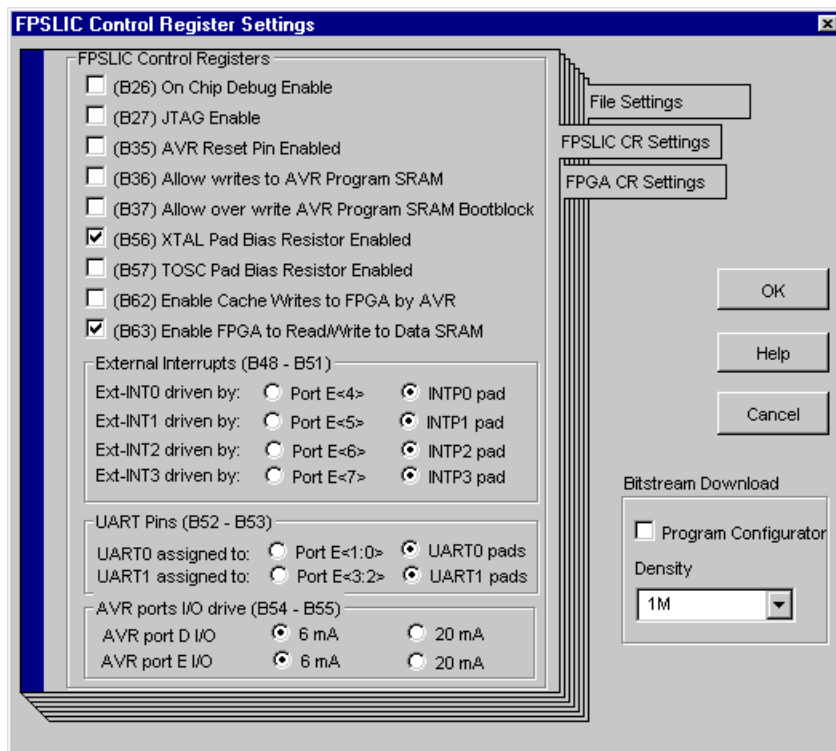 FPSLIC Control Register Settings
FPSLIC Control Registers
(B26) On Chip Debug Enable
(B27) JTAG Enable
(B35) AVR Reset Pin Enabled
(B36) Allow writes to AVR Program SRAM
(B37) Allow over write AVR Program SRAM Bootblock
(B56) XTAL Pad Bias Resistor Enabled
(B57) TOSC Pad Bias Resistor Enabled
(B62) Enable Cache Writes to FPGA by AVR
(B63) Enable FPGA to Read/Write to Data SRAM
External Interrupts (B48 - B51)
Ext-INT0 driven by: Port E<4> INTP0 pad
Ext-INT1 driven by: Port E<5> INTP1 pad
Ext-INT2 driven by: Port E<6> INTP2 pad
Ext-INT3 driven by: Port E<7> INTP3 pad
UART Pins (B52 - B53)
UART0 assigned to: Port E<1:0> UART0 pads
UART1 assigned to: Port E<3:2> UART1 pads
AVR ports I/O drive (B54 - B55)
AVR port D I/O 6 mA 20 mA
AVR port E I/O 6 mA 20 mA
File Settings
FPSLIC CR Settings
FPGA CR Settings
OK
Help
Cancel
Bitstream Download
Program Configurator
Density
1M